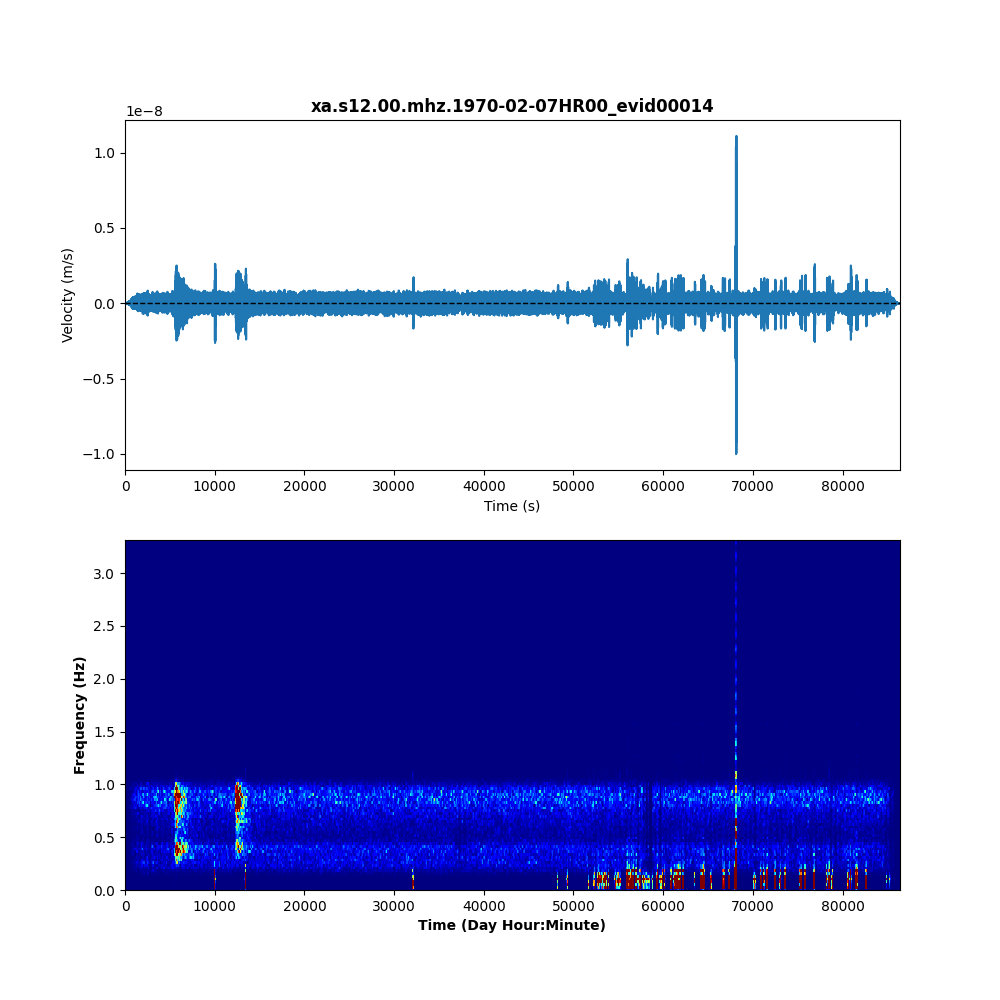 xa.s12.00.mhz.1970-02-07HR00_evid00014
1e−8
1.0
0.5
0.0
−0.5
−1.0
Velocity (m/s)
0 10000 20000 30000 40000 50000 60000 70000 80000
Time (s)
3.0
2.5
2.0
1.5
1.0
0.5
0.0
Frequency (Hz)
0 10000 20000 30000 40000 50000 60000 70000 80000
Time (Day Hour:Minute)